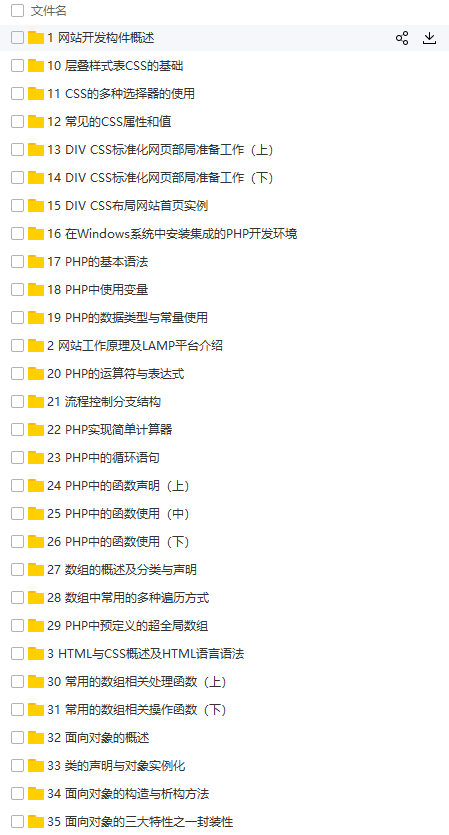 文件名
1 网站开发构件概述
10 层叠样式表CSS的基础
11 CSS的多种选择器的使用
12 常见的CSS属性和值
13 DIV CSS标准化网页部局准备工作（上）
14 DIV CSS标准化网页部局准备工作（下）
15 DIV CSS布局网站首页实例
16 在Windows系统中安装集成的PHP开发环境
17 PHP的基本语法
18 PHP中使用变量
19 PHP的数据类型与常量使用
2 网站工作原理及LAMP平台介绍
20 PHP的运算符与表达式
21 流程控制分支结构
22 PHP实现简单计算器
23 PHP中的循环语句
24 PHP中的函数声明（上）
25 PHP中的函数使用（中）
26 PHP中的函数使用（下）
27 数组的概述及分类与声明
28 数组中常用的多种遍历方式
29 PHP中预定义的超全局数组
3 HTML与CSS概述及HTML语言语法
30 常用的数组相关处理函数（上）
31 常用的数组相关操作函数（下）
32 面向对象的概述
33 类的声明与对象实例化
34 面向对象的构造与析构方法
35 面向对象的三大特性之一封装性